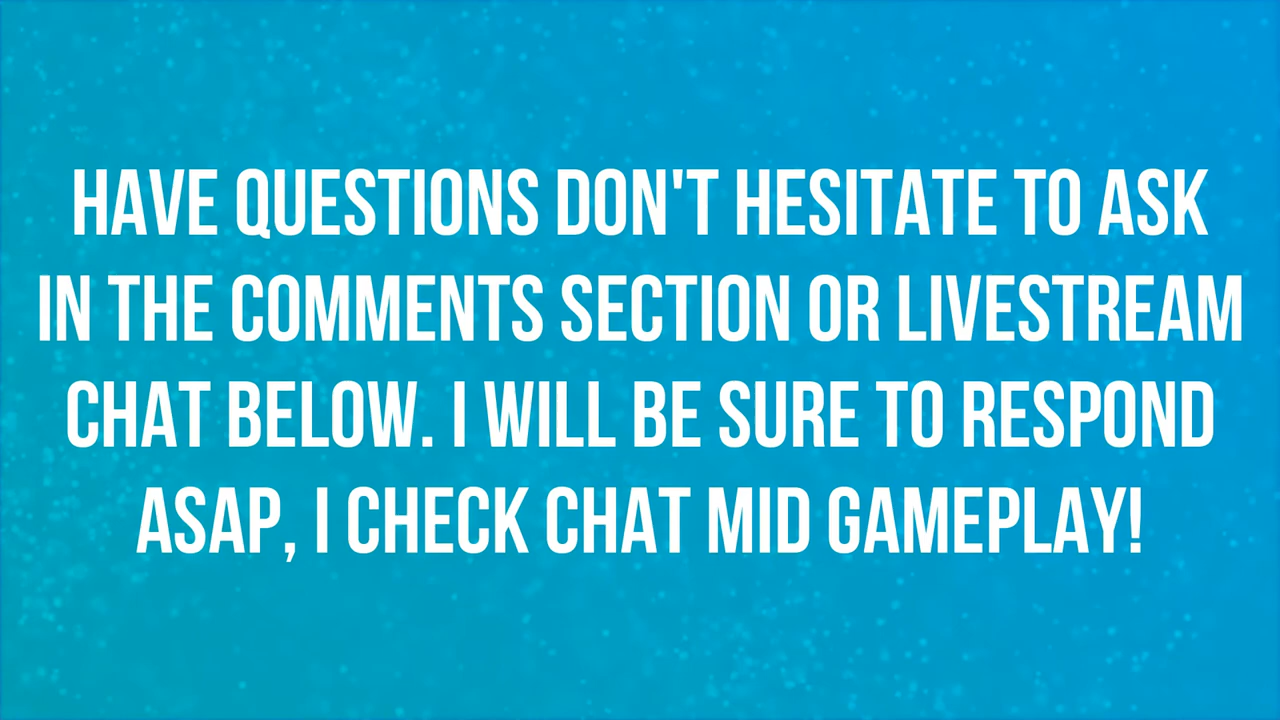 HAVE QUESTIONS DON'T HESITATE TO ASK
IN THE COMMENTS SECTION OR LIVESTREAM
CHAT BELOW. I WILL BE SURE TO RESPOND
ASAP, I CHECK CHAT MID GAMEPLAY!